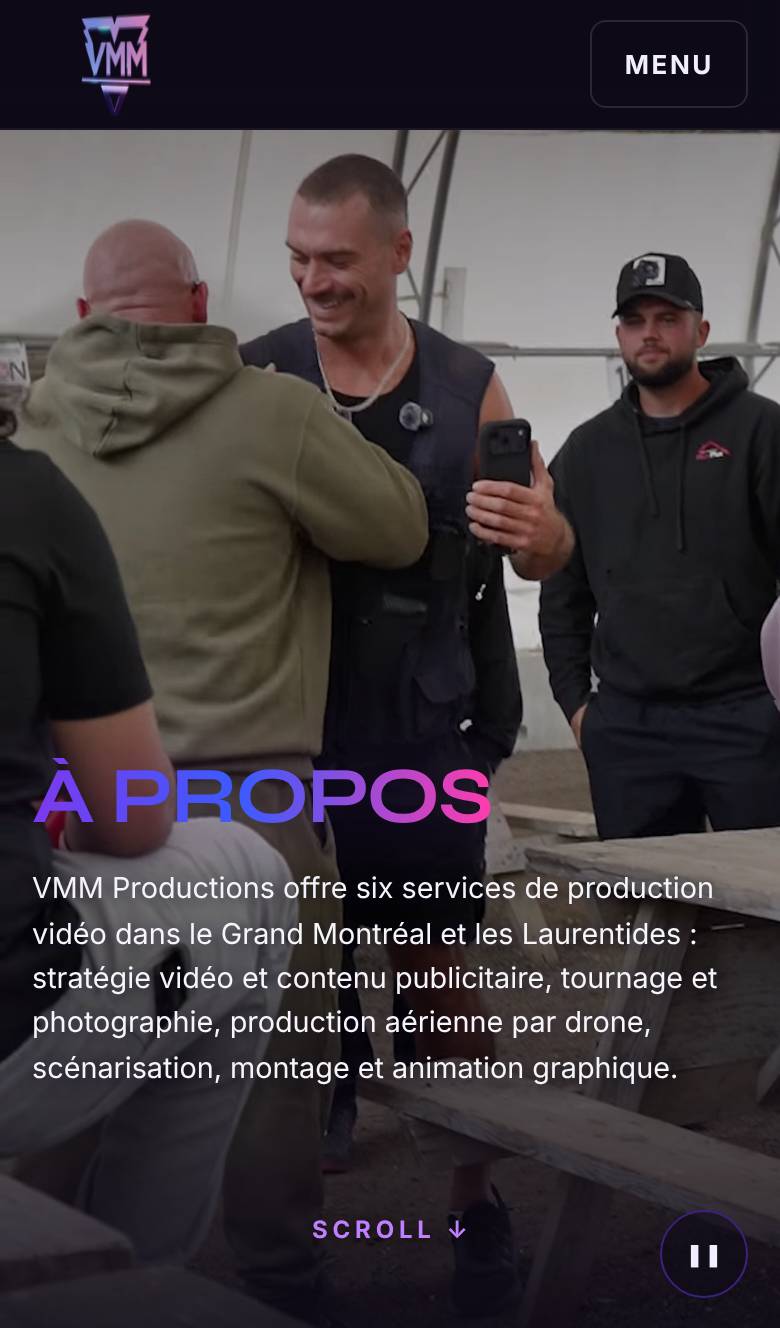 VMM
MENU
N
À PROPOS
VMM Productions offre six services de production
vidéo dans le Grand Montréal et les Laurentides :
stratégie vidéo et contenu publicitaire, tournage et
photographie, production aérienne par drone,
scénarisation, montage et animation graphique.
SCROLL ↓